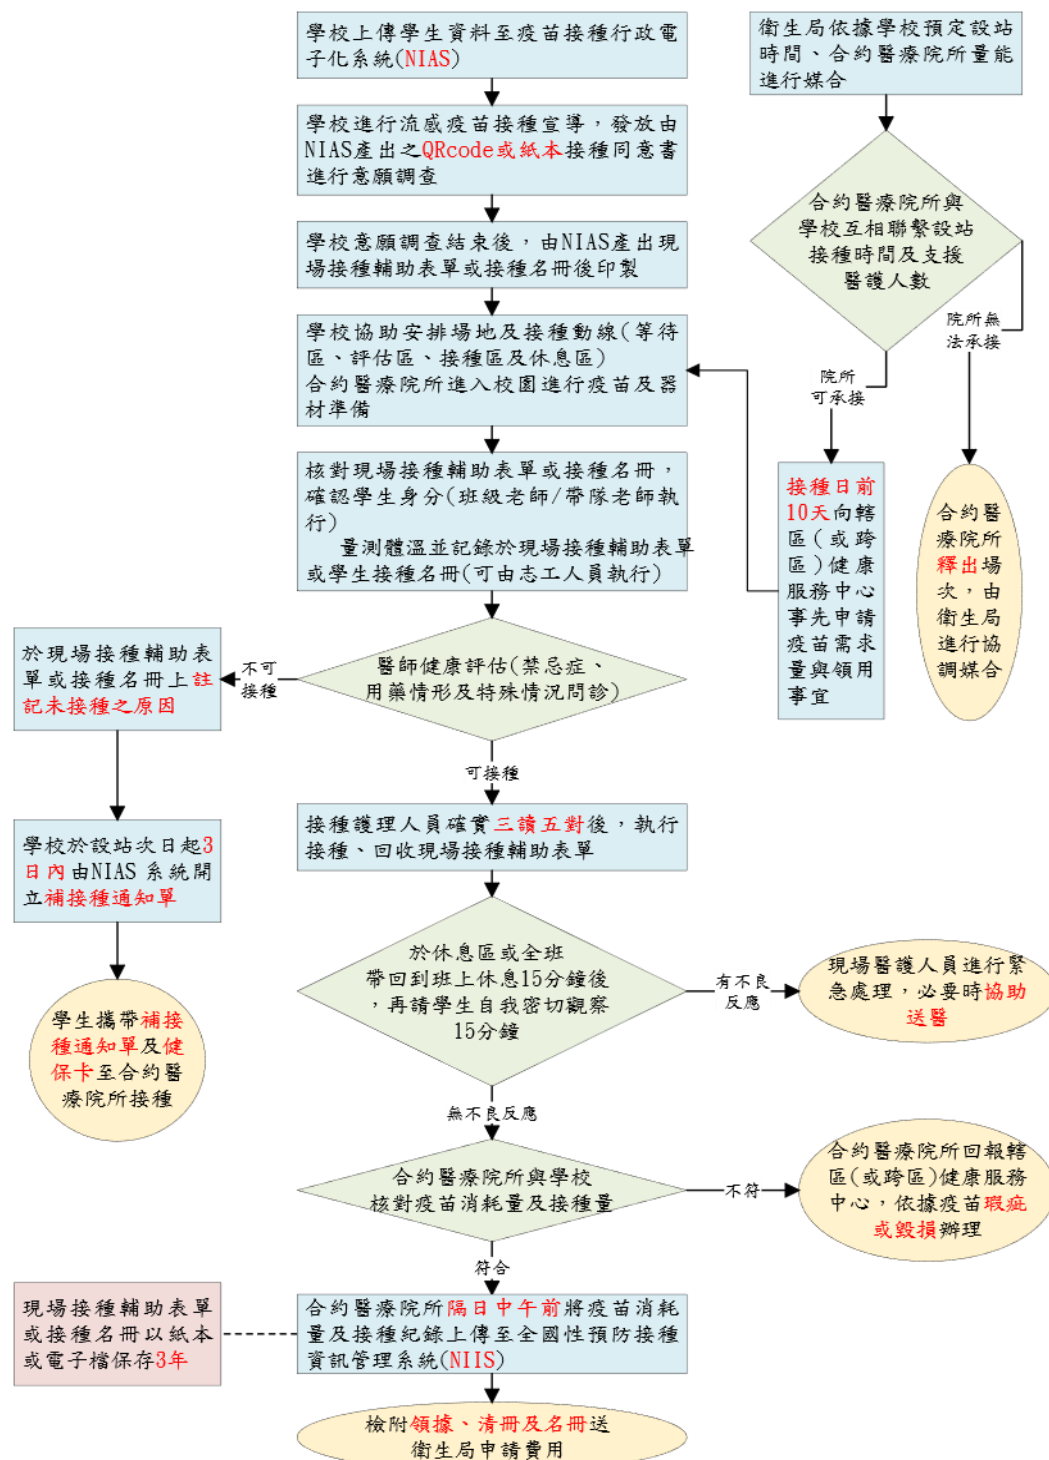 學校上傳學生資料至疫苗接種行政電
子化系統(NIAS)
學校進行流感疫苗接種宣導，發放由
NIAS產出之QRcode或紙本接種同意書
進行意願調查
學校意願調查結束後，由NIAS產出現
場接種輔助表單或接種名冊後印製
學校協助安排場地及接種動線(等待
區、評估區、接種區及休息區)
合約醫療院所進入校園進行疫苗及器
材準備
核對現場接種輔助表單或接種名冊，
確認學生身分(班級老師/帶隊老師執
行)
量測體溫並記錄於現場接種輔助表單
或學生接種名冊(可由志工人員執行)
衛生局依據學校預定設站
時間、合約醫療院所量能
進行媒合
合約醫療院所與
學校互相聯繫設站
接種時間及支援
醫護人數
院所無
法承接
院所
可承接
接種日前
10天向轄
區(或跨
區)健康
服務中心
事先申請
疫苗需求
量與領用
事宜
合約醫
療院所
釋出場
次，由
衛生局
進行協
調媒合
醫師健康評估(禁忌症、
用藥情形及特殊情況問診)
不可
接種
於現場接種輔助表
單或接種名冊上註
記未接種之原因
學校於設站次日起3
日內由NIAS 系統開
立補接種通知單
學生攜帶補接
種通知單及健
保卡至合約醫
療院所接種
可接種
接種護理人員確實三讀五對後，執行
接種、回收現場接種輔助表單
於休息區或全班
帶回到班上休息15分鐘後
，再請學生自我密切觀察
15分鐘
有不良
反應
現場醫護人員進行緊
急處理，必要時協助
送醫
無不良反應
合約醫療院所與學校
核對疫苗消耗量及接種量
不符
合約醫療院所回報轄
區(或跨區)健康服務
中心，依據疫苗瑕疵
或毀損辦理
符合
合約醫療院所隔日中午前將疫苗消耗
量及接種紀錄上傳至全國性預防接種
資訊管理系統(NIIS)
現場接種輔助表單
或接種名冊以紙本
或電子檔保存3年
檢附領據、清冊及名冊送
衛生局申請費用